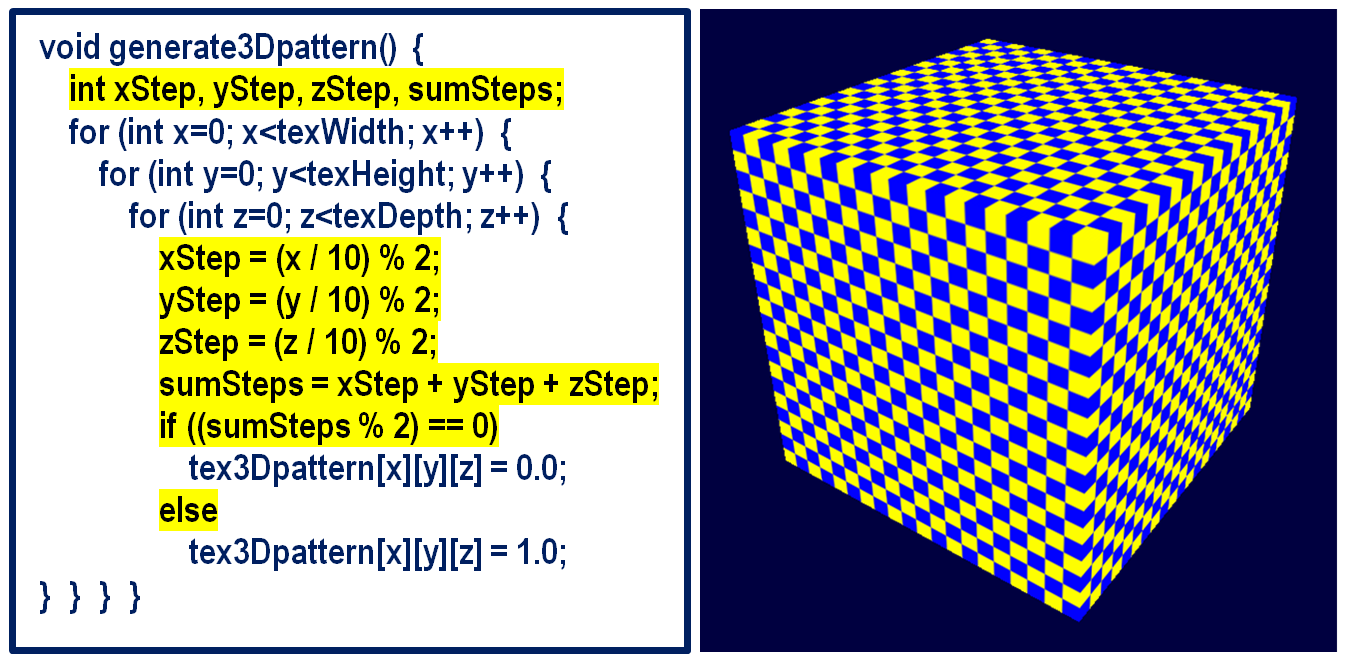 void generate3Dpattern() {
int xStep, yStep, zStep, sumSteps;
for (int x=0; x<texWidth; x++) {
for (int y=0; y<texHeight; y++) {
for (int z=0; z<texDepth; z++) {
xStep = (x / 10) % 2;
yStep = (y / 10) % 2;
zStep = (z / 10) % 2;
sumSteps = xStep + yStep + zStep;
if ((sumSteps % 2) == 0)
tex3Dpattern[x][y][z] = 0.0;
else
tex3Dpattern[x][y][z] = 1.0;
} } } }